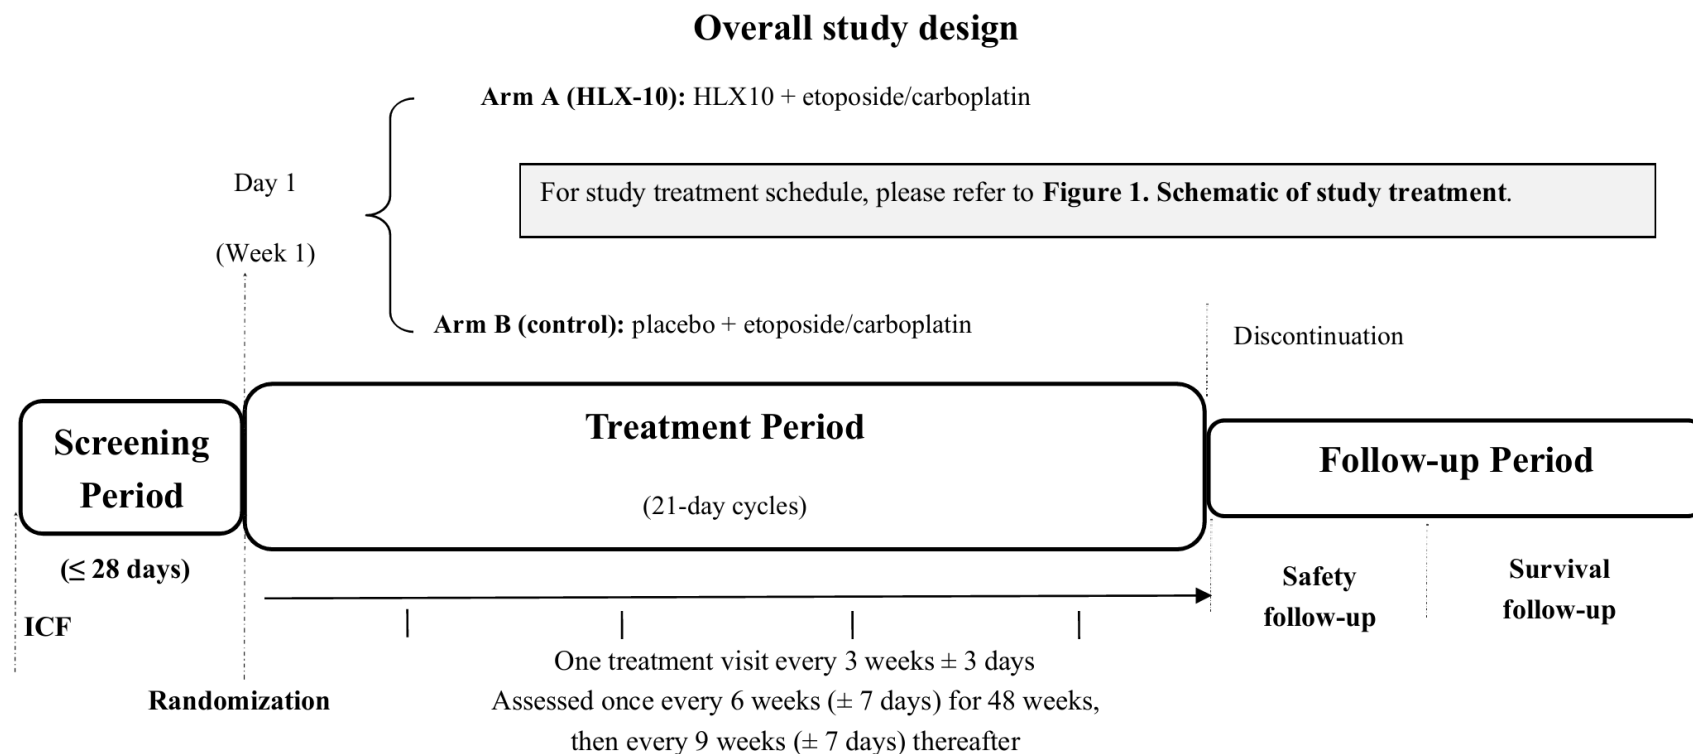 Overall study design
Arm A (HLX-10): HLX10 + etoposide/carboplatin
Day 1
(Week 1)
For study treatment schedule, please refer to Figure 1. Schematic of study treatment.
Arm B (control): placebo + etoposide/carboplatin
Discontinuation
Screening
Period
Treatment Period
(21-day cycles)
Follow-up Period
(≤ 28 days)
ICF
Randomization
Safety
follow-up
Survival
follow-up
One treatment visit every 3 weeks ± 3 days
Assessed once every 6 weeks (± 7 days) for 48 weeks,
then every 9 weeks (± 7 days) thereafter